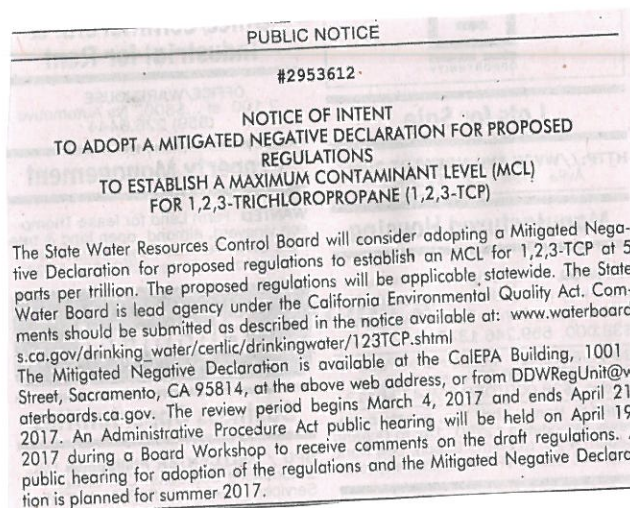 PUBLIC NOTICE
#2953612
NOTICE OF INTENT
TO ADOPT A MITIGATED NEGATIVE DECLARATION FOR PROPOSED
REGULATIONS
TO ESTABLISH A MAXIMUM CONTAMINANT LEVEL (MCL)
FOR 1,2,3-TRICHLOROPROPANE (1,2,3-TCP)
The State Water Resources Control Board will consider adopting a Mitigated Nega-
tive Declaration for proposed regulations to establish an MCL for 1,2,3-TCP at 5
parts per trillion. The proposed regulations will be applicable statewide. The State
Water Board is lead agency under the California Environmental Quality Act. Com-
ments should be submitted as described in the notice available at: www.waterboard
s.ca.gov/drinking_water/certlic/drinkingwater/123TCP.shtml
The Mitigated Negative Declaration is available at the CalEPA Building, 1001
Street, Sacramento, CA 95814, at the above web address, or from DDWRegUnit@w
aterboards.ca.gov. The review period begins March 4, 2017 and ends April 21
2017. An Administrative Procedure Act public hearing will be held on April 19
2017 during a Board Workshop to receive comments on the draft regulations.
public hearing for adoption of the regulations and the Mitigated Negative Declara
tion is planned for summer 2017.